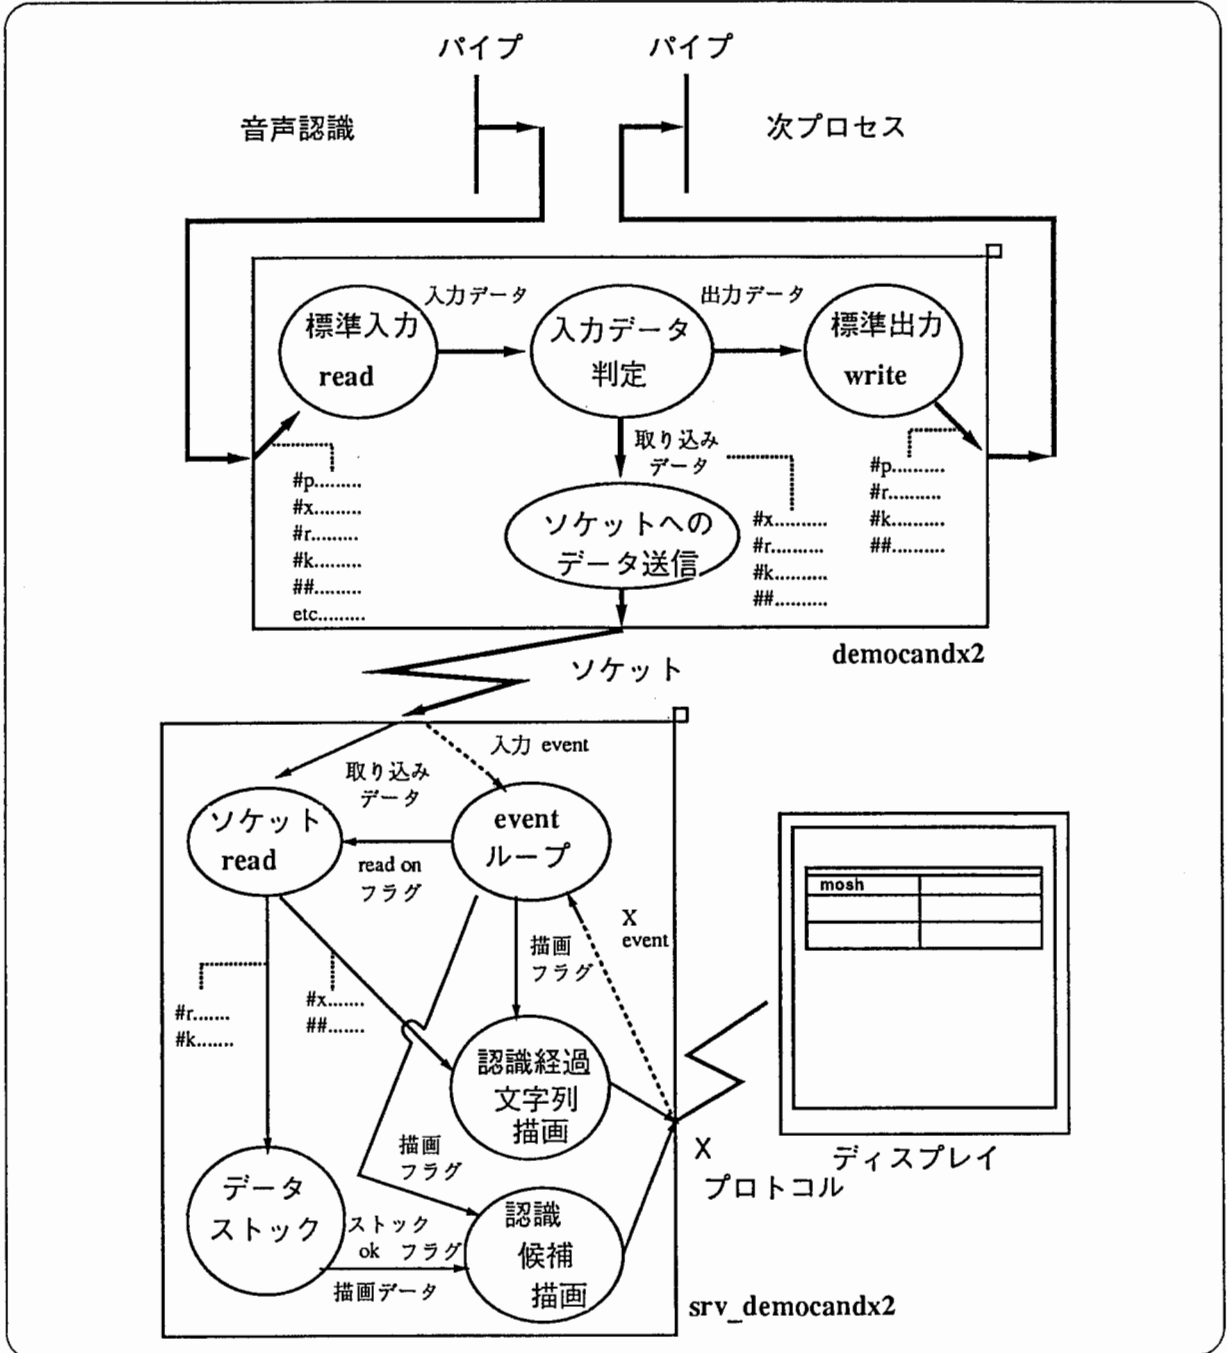 パイプ
パイプ
音声認識
次プロセス
標準入力
read
入力データ
入力データ
判定
出力データ
標準出力
write
取り込み
データ
#p.........
#x.........
#r.........
#k.........
##.........
etc.........
ソケットへの
データ送信
#x..........
#r..........
#k..........
##..........
#p..........
#r..........
#k..........
##..........
democandx2
ソケット
入力 event
取り込み
データ
ソケット
read
event
ループ
read on
フラグ
X
event
描画
フラグ
#r.......
#k.......
#x.......
##.......
認識経過
文字列
描画
描画
フラグ
データ
ストック
ストック
ok フラグ
描画データ
認識
候補
描画
X
プロトコル
mosh
ディスプレイ
srv_democandx2